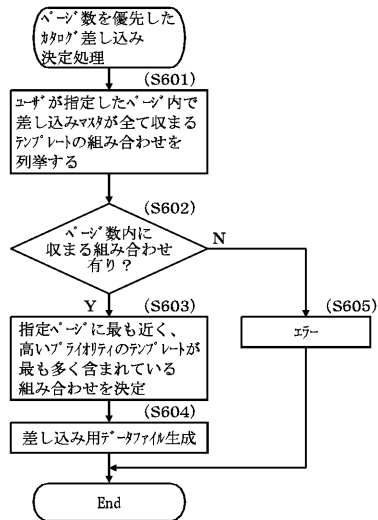 ページ数を優先した
カタログ差し込み
決定処理
(S601)
ユーザが指定したページ内で
差し込みマスタが全て収まる
テンプレートの組み合わせを
列挙する
(S602)
ページ数内に
収まる組み合わせ
有り？
N
Y
(S603)
指定ページに最も近く、
高いプライオリティのテンプレートが
最も多く含まれている
組み合わせを決定
(S605)
エラー
(S604)
差し込み用データファイル生成
End